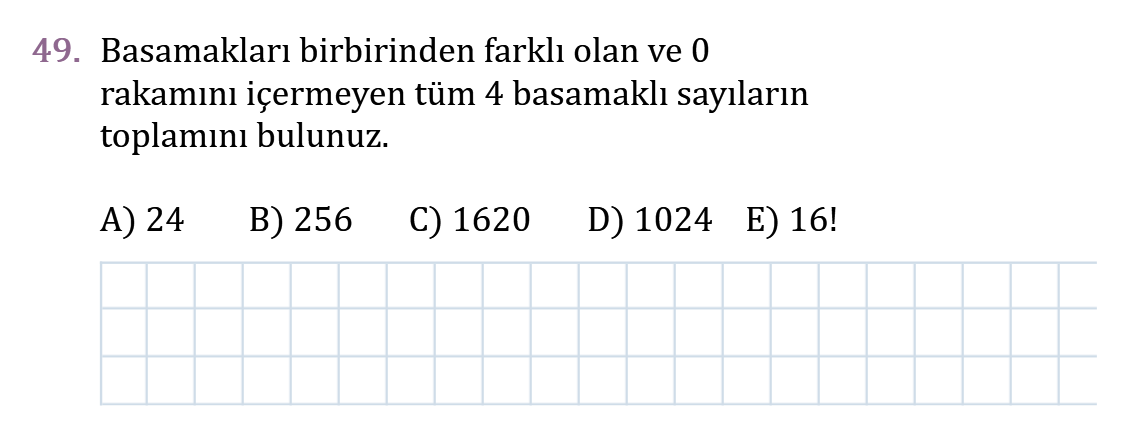 49. Basamakları birbirinden farklı olan ve 0
rakamını içermeyen tüm 4 basamaklı sayıların
toplamını bulunuz.
A) 24 B) 256 C) 1620 D) 1024 E) 16!